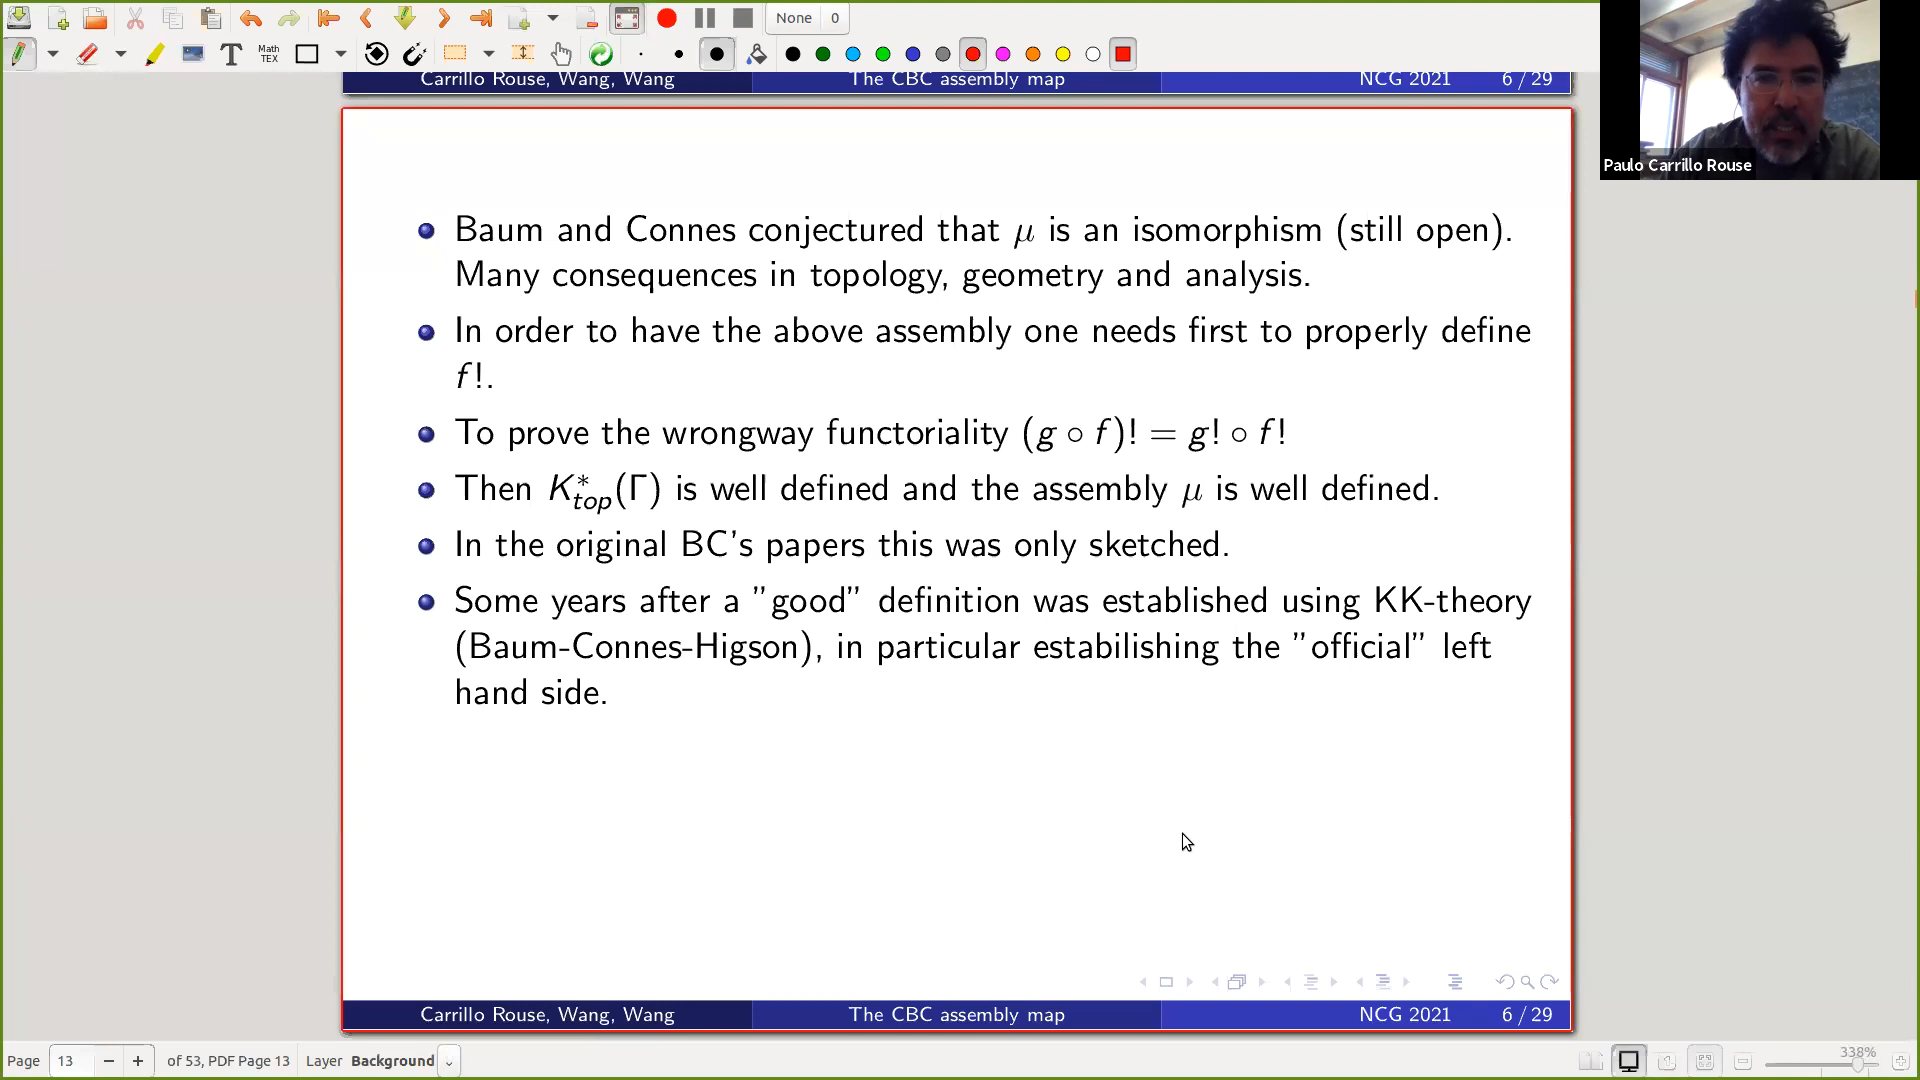 None 0
Math
TEX
T
Carrillo Rouse, Wang, Wang The CBC assembly map NCG 2021 6 / 29
Paulo Carrillo Rouse
Baum and Connes conjectured that μ is an isomorphism (still open).
Many consequences in topology, geometry and analysis.
In order to have the above assembly one needs first to properly define
f!.
To prove the wrongway functoriality (g ∘ f)! = g! ∘ f!
Then K*top(Γ) is well defined and the assembly μ is well defined.
In the original BC's papers this was only sketched.
Some years after a ”good” definition was established using KK-theory
(Baum-Connes-Higson), in particular estabilishing the ”official” left
hand side.
Carrillo Rouse, Wang, Wang The CBC assembly map NCG 2021 6 / 29
Page 13 of 53, PDF Page 13 Layer Background 338%